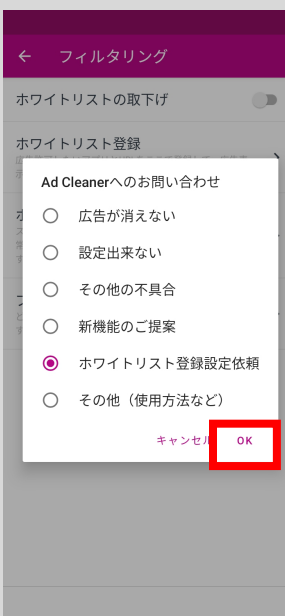 フィルタリング
ホワイトリストの取下げ
ホワイトリスト登録
Ad Cleanerへのお問い合わせ
広告が消えない
設定出来ない
その他の不具合
新機能のご提案
ホワイトリスト登録設定依頼
その他（使用方法など）
キャンセル OK